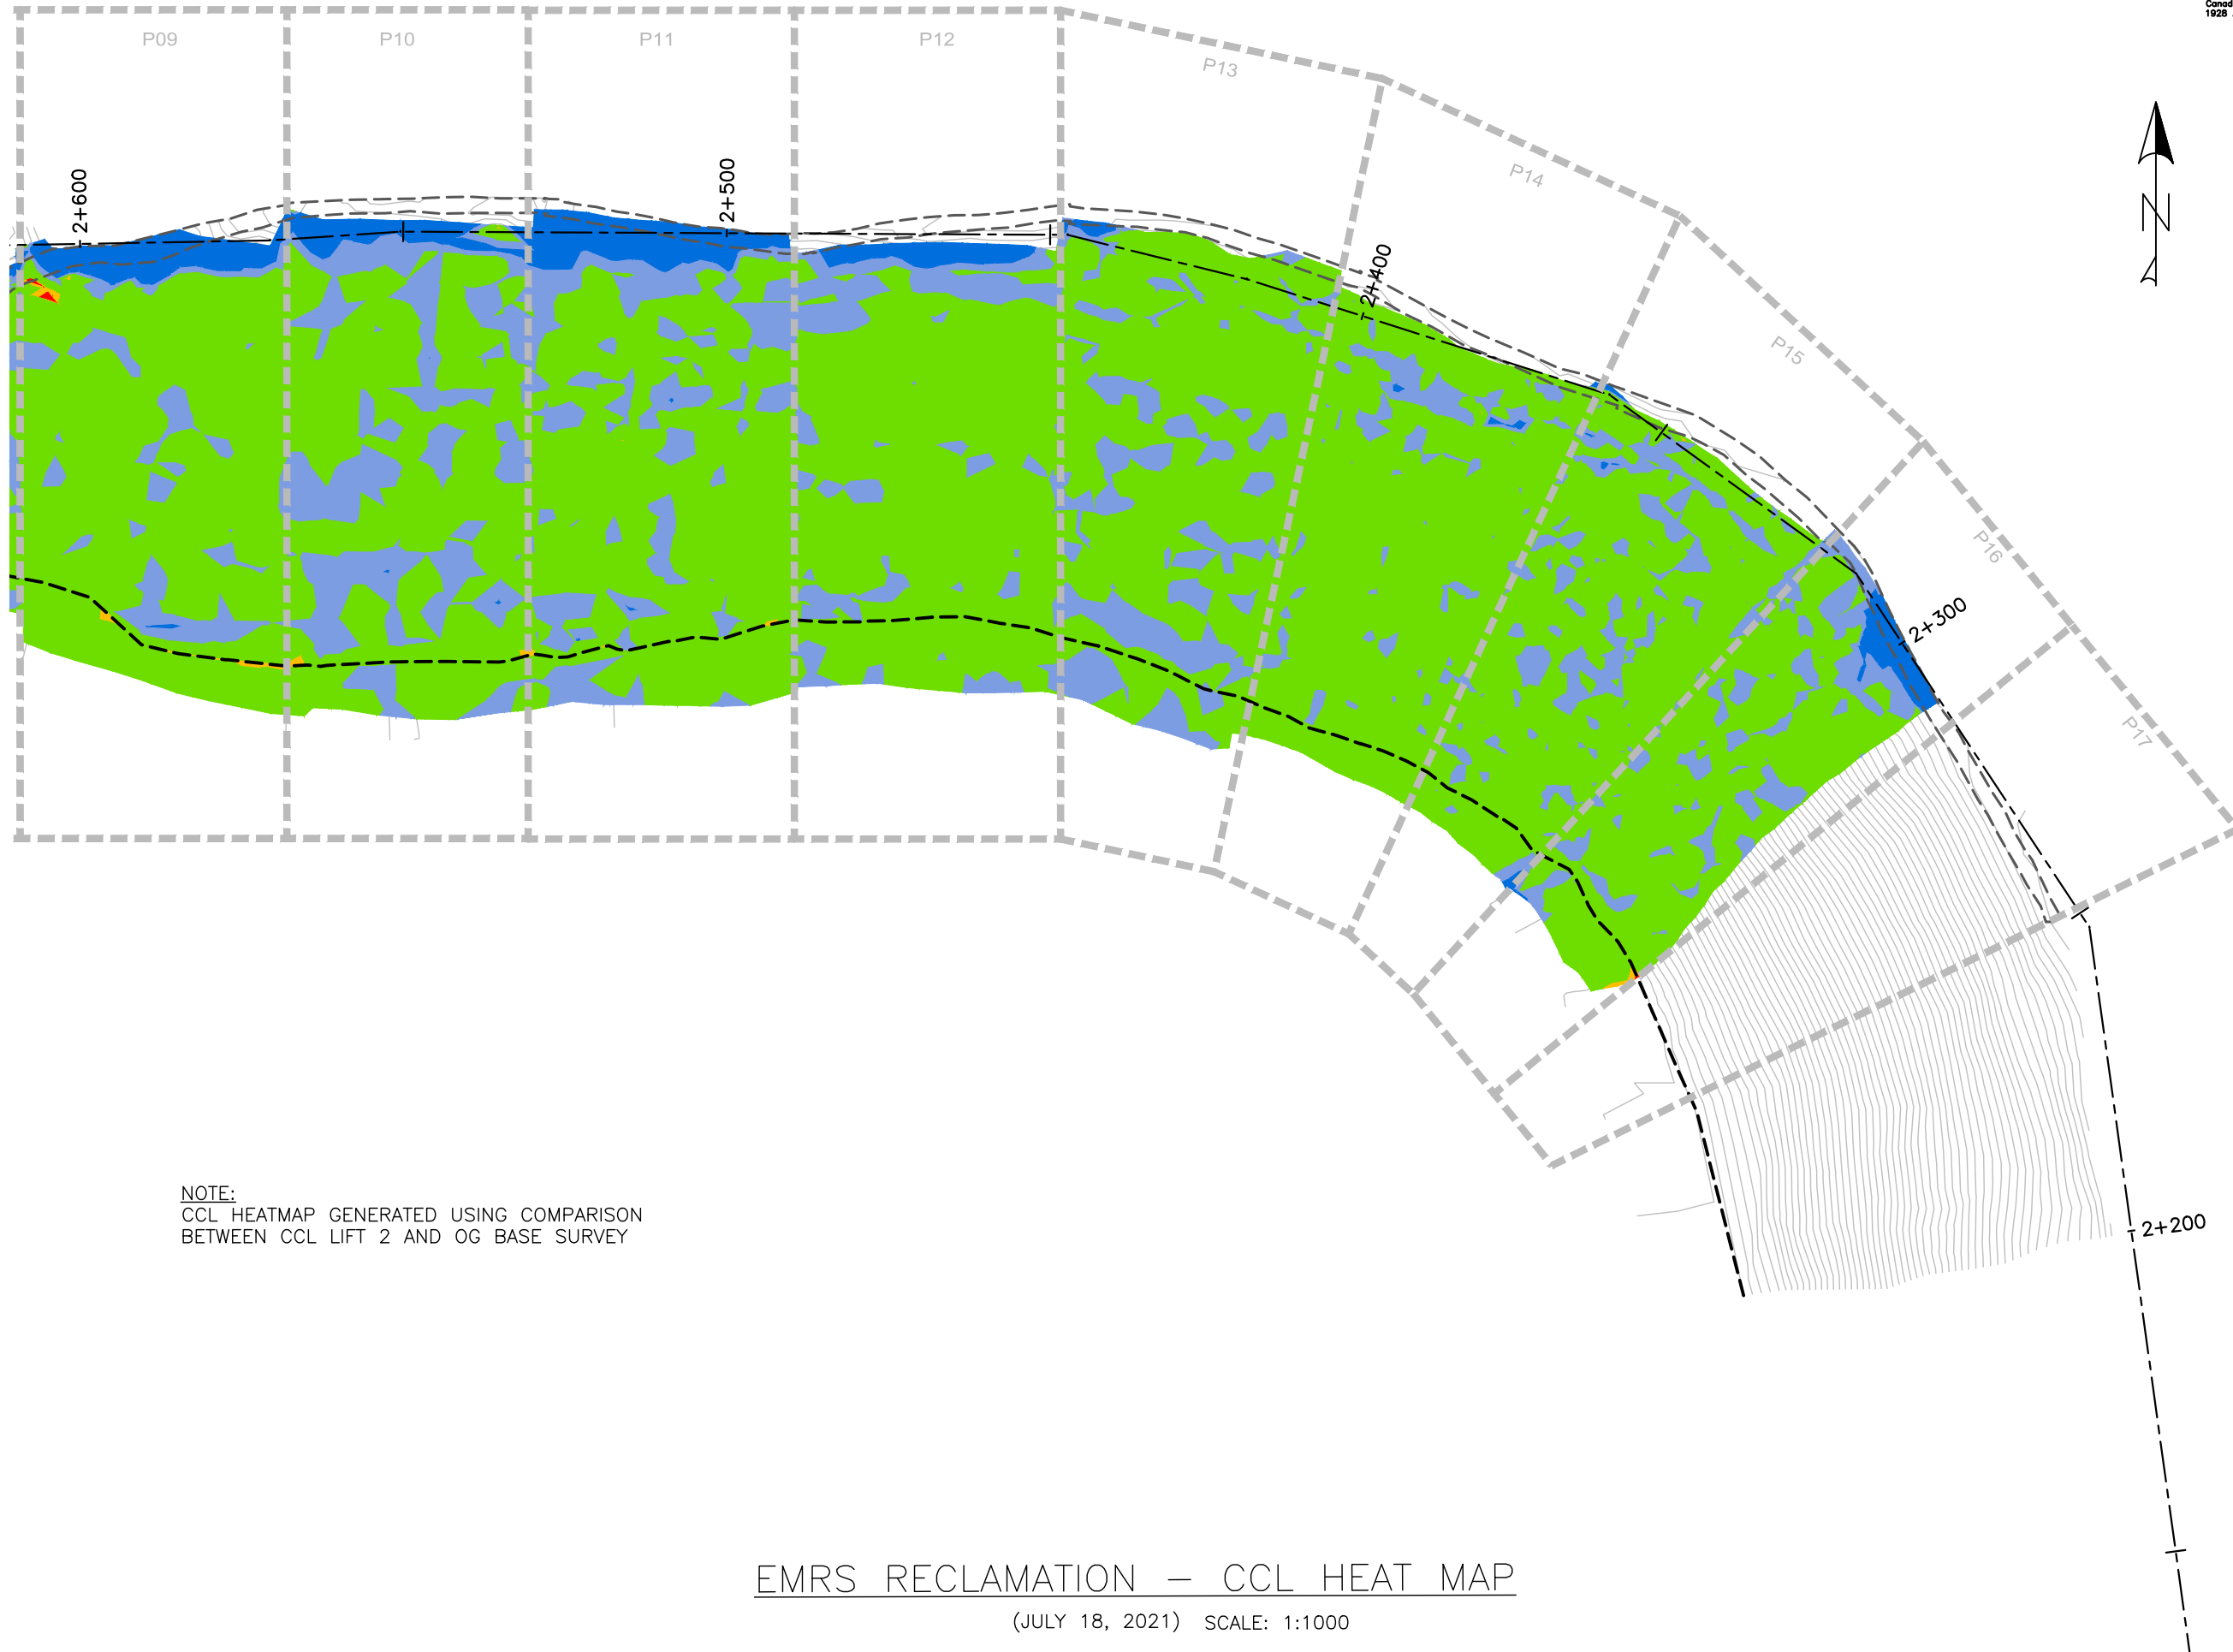 Canad
1928
P09
P10
P11
P12
P13
P14
P15
P16
P17
2+600
2+500
2+400
2+300
2+200
N
NOTE:
CCL HEATMAP GENERATED USING COMPARISON
BETWEEN CCL LIFT 2 AND OG BASE SURVEY
EMRS RECLAMATION – CCL HEAT MAP
(JULY 18, 2021) SCALE: 1:1000